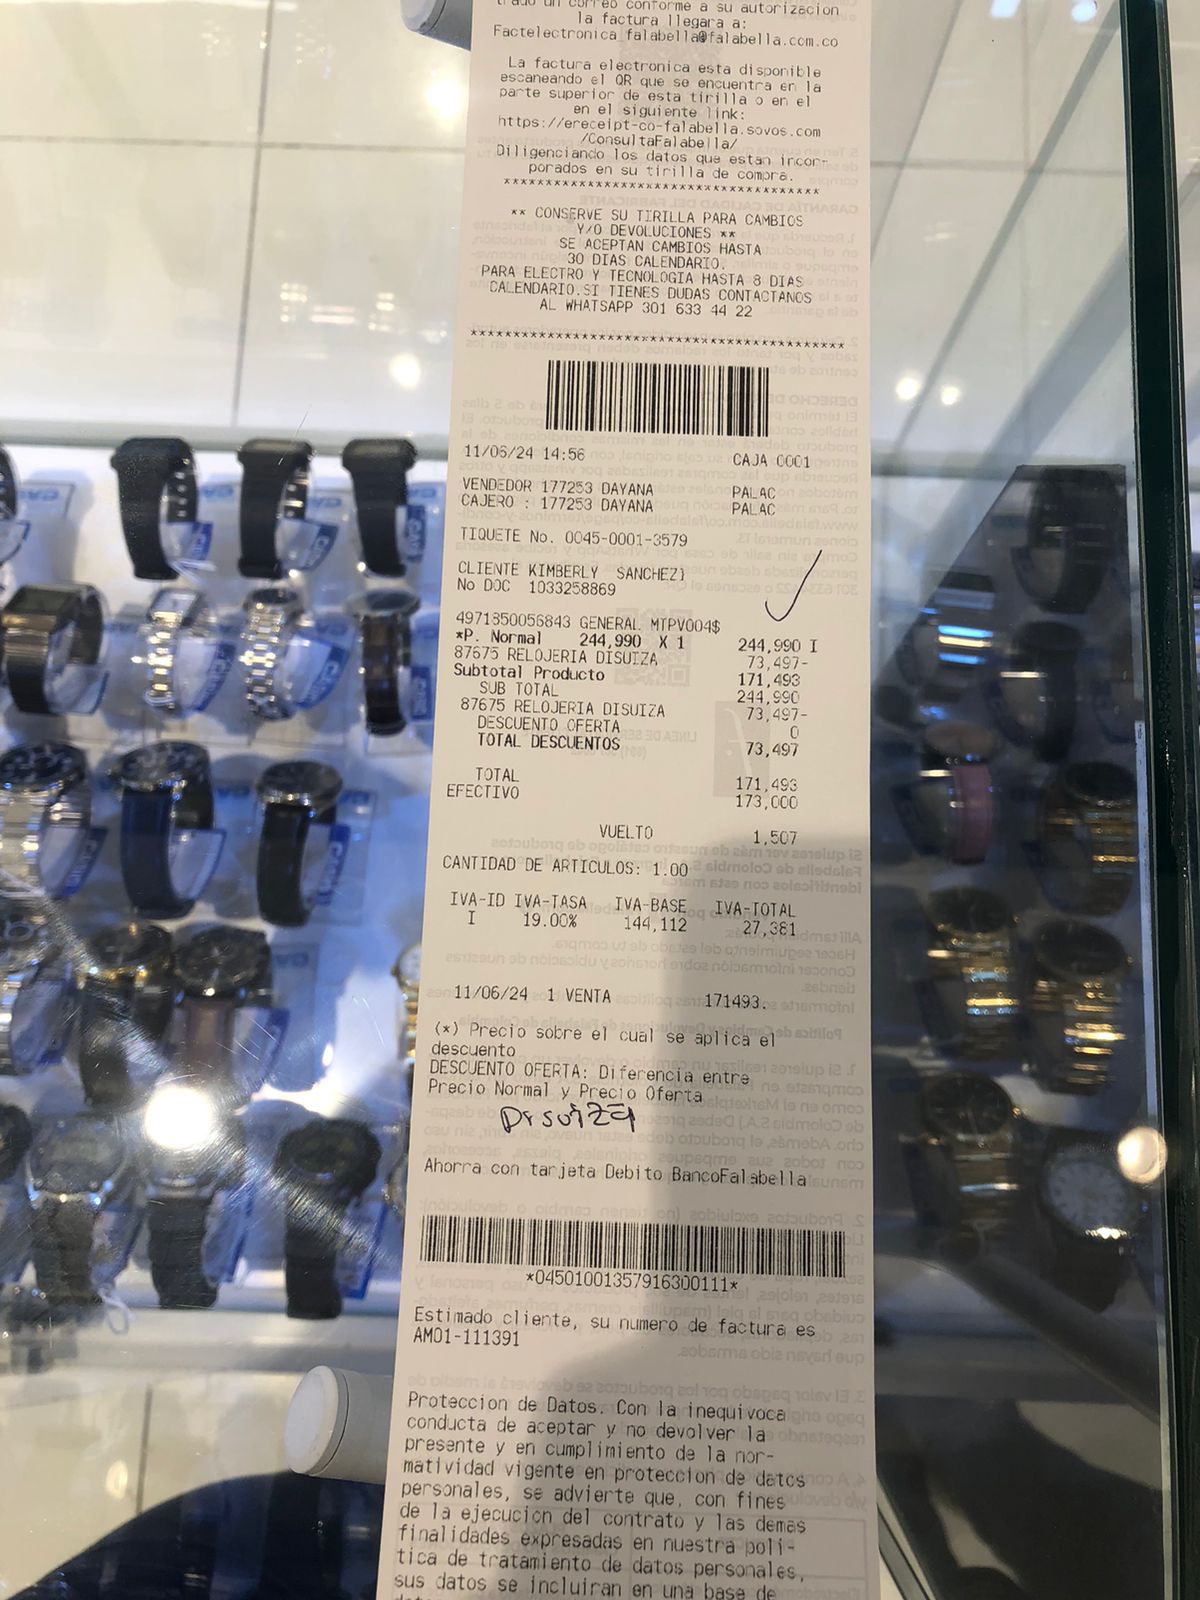 trado un correo conforme a su autorizacion
la factura llegara a:
Factelectronica_falabella@falabella.com.co
La factura electronica esta disponible
escaneando el QR que se encuentra en la
parte superior de esta tirilla o en el
en el siguiente link:
https://ereceipt-co-falabella.sovos.com
/ConsultaFalabella/
Diligenciando los datos que estan incor-
porados en su tirilla de compra.
***************************************
** CONSERVE SU TIRILLA PARA CAMBIOS
Y/O DEVOLUCIONES **
SE ACEPTAN CAMBIOS HASTA
30 DIAS CALENDARIO.
PARA ELECTRO Y TECNOLOGIA HASTA 8 DIAS
CALENDARIO.SI TIENES DUDAS CONTACTANOS
AL WHATSAPP 301 633 44 22
******************************************
11/06/24 14:56 CAJA 0001
VENDEDOR 177253 DAYANA PALAC
CAJERO : 177253 DAYANA PALAC
TIQUETE No. 0045-0001-3579
CLIENTE KIMBERLY SANCHEZ)
No DOC 1033258869
4971850056843 GENERAL MTPV004$
*P. Normal 244,990 X 1 244,990 I
87675 RELOJERIA DISUIZA 73,497-
Subtotal Producto 171,493
SUB TOTAL 244,990
87675 RELOJERIA DISUIZA 73,497-
DESCUENTO OFERTA 0
TOTAL DESCUENTOS 73,497
TOTAL 171,493
EFECTIVO 173,000
VUELTO 1,507
CANTIDAD DE ARTICULOS: 1.00
IVA-ID IVA-TASA IVA-BASE IVA-TOTAL
I 19.00% 144,112 27,381
11/06/24 1 VENTA 171493.
(*) Precio sobre el cual se aplica el
descuento
DESCUENTO OFERTA: Diferencia entre
Precio Normal y Precio Oferta
Disuiza
Ahorra con tarjeta Debito BancoFalabella
*04501001357916300111*
Estimado cliente, su numero de factura es
AM01-111391
Proteccion de Datos. Con la inequivoca
conducta de aceptar y no devolver la
presente y en cumplimiento de la nor-
matividad vigente en proteccion de datos
personales, se advierte que, con fines
de la ejecucion del contrato y las demas
finalidades expresadas en nuestra poli-
tica de tratamiento de datos personales,
sus datos se incluiran en una base de